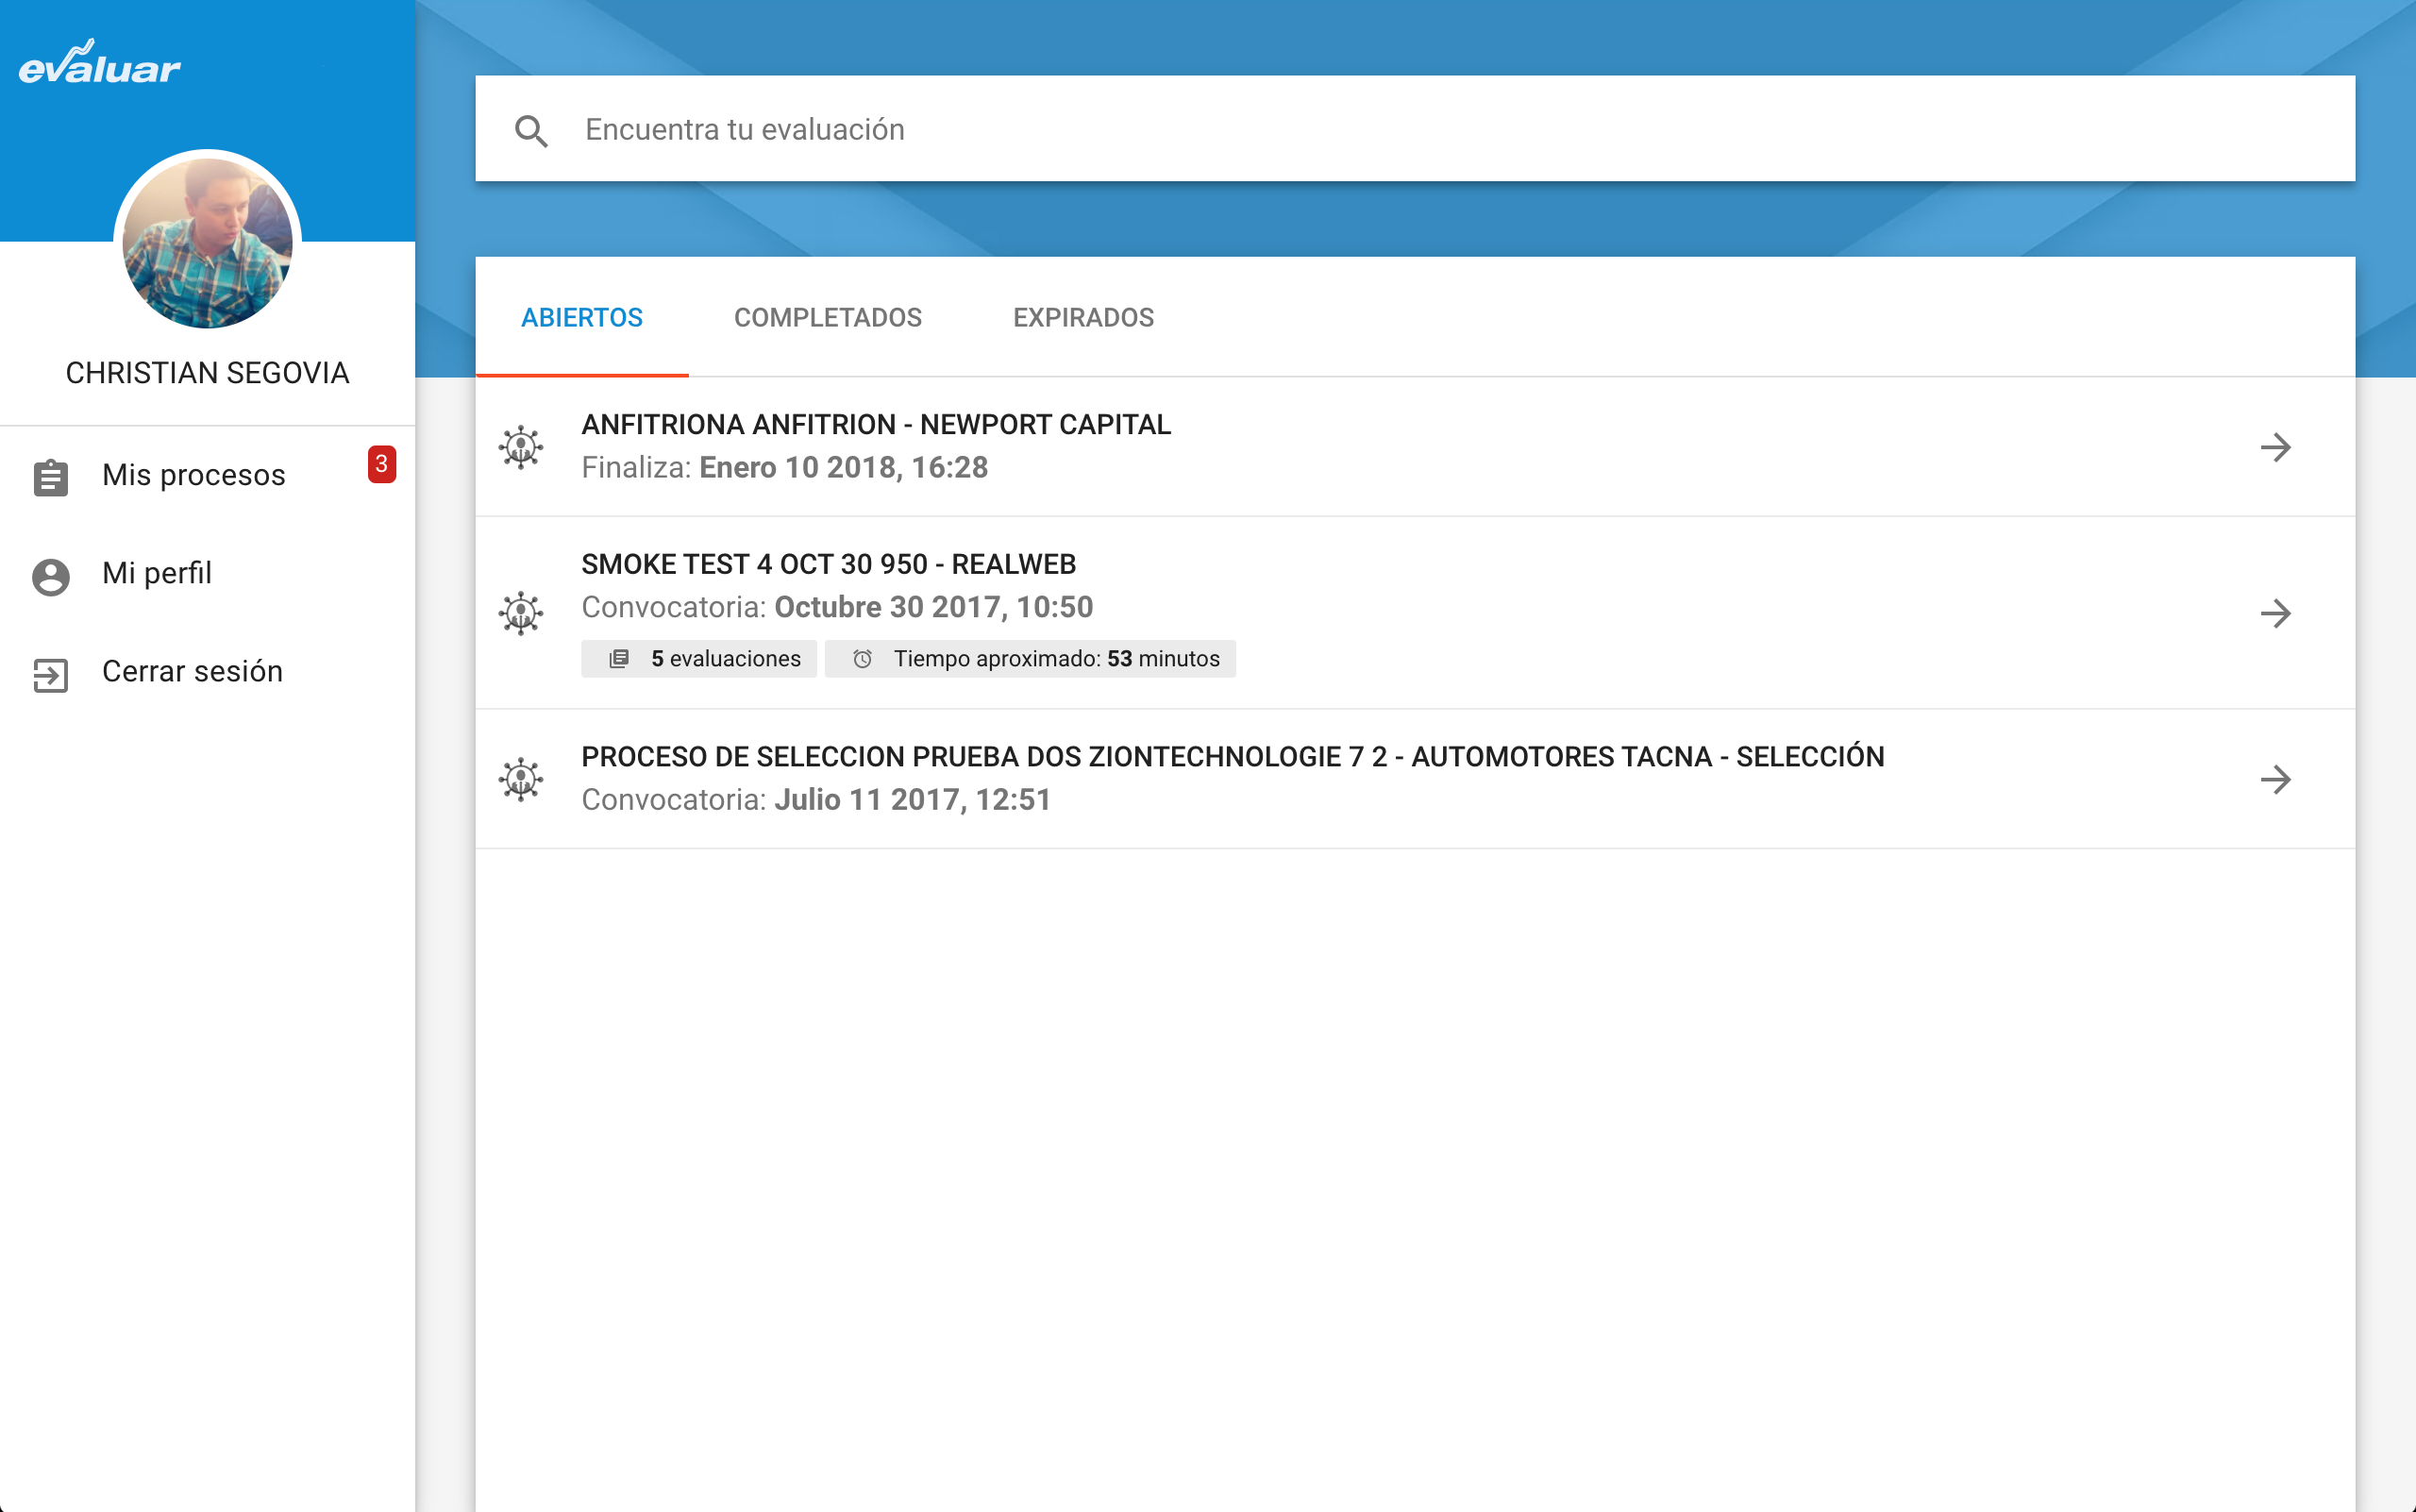 evaluar
CHRISTIAN SEGOVIA
Mis procesos
3
Mi perfil
Cerrar sesión
Encuentra tu evaluación
ABIERTOS COMPLETADOS EXPIRADOS
ANFITRIONA ANFITRION - NEWPORT CAPITAL
Finaliza: Enero 10 2018, 16:28
SMOKE TEST 4 OCT 30 950 - REALWEB
Convocatoria: Octubre 30 2017, 10:50
5 evaluaciones Tiempo aproximado: 53 minutos
PROCESO DE SELECCION PRUEBA DOS ZIONTECHNOLOGIE 7 2 - AUTOMOTORES TACNA - SELECCIÓN
Convocatoria: Julio 11 2017, 12:51